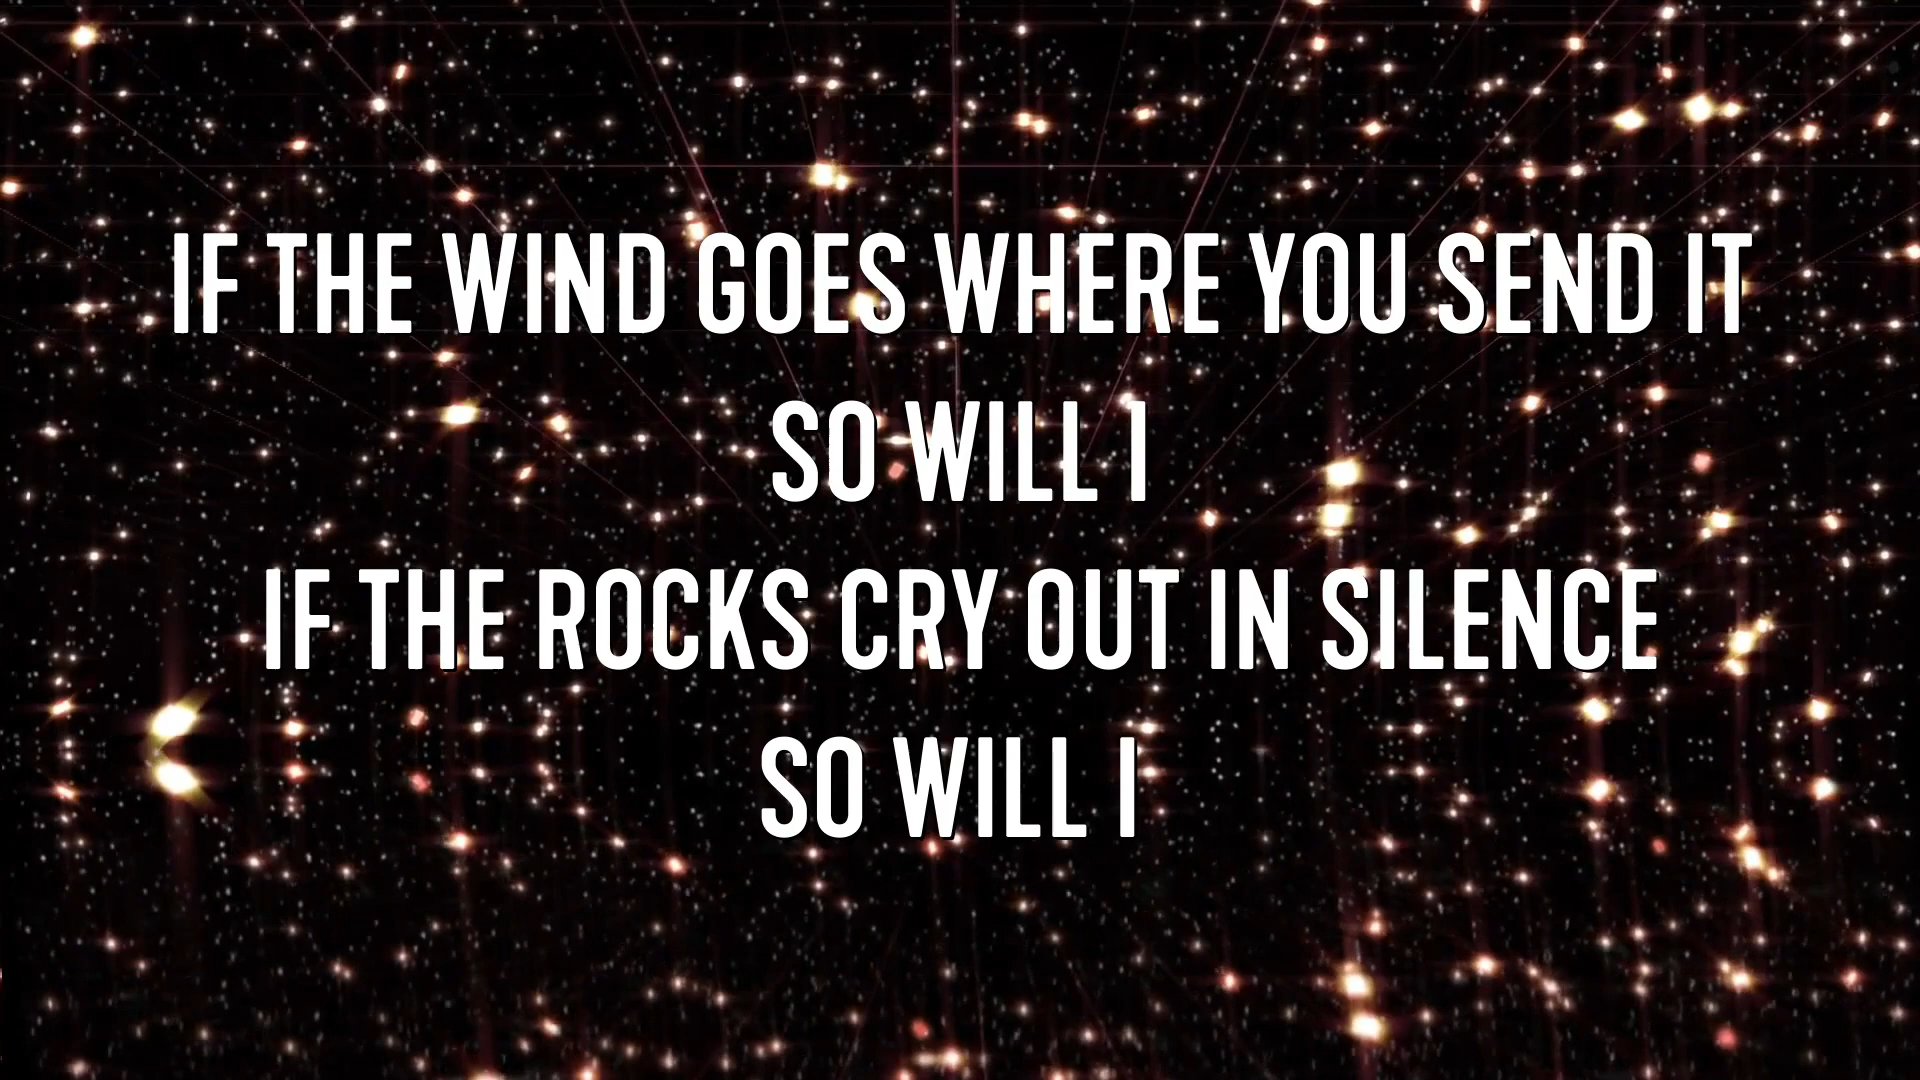 IF THE WIND GOES WHERE YOU SEND IT
SO WILL I
IF THE ROCKS CRY OUT IN SILENCE
SO WILL I